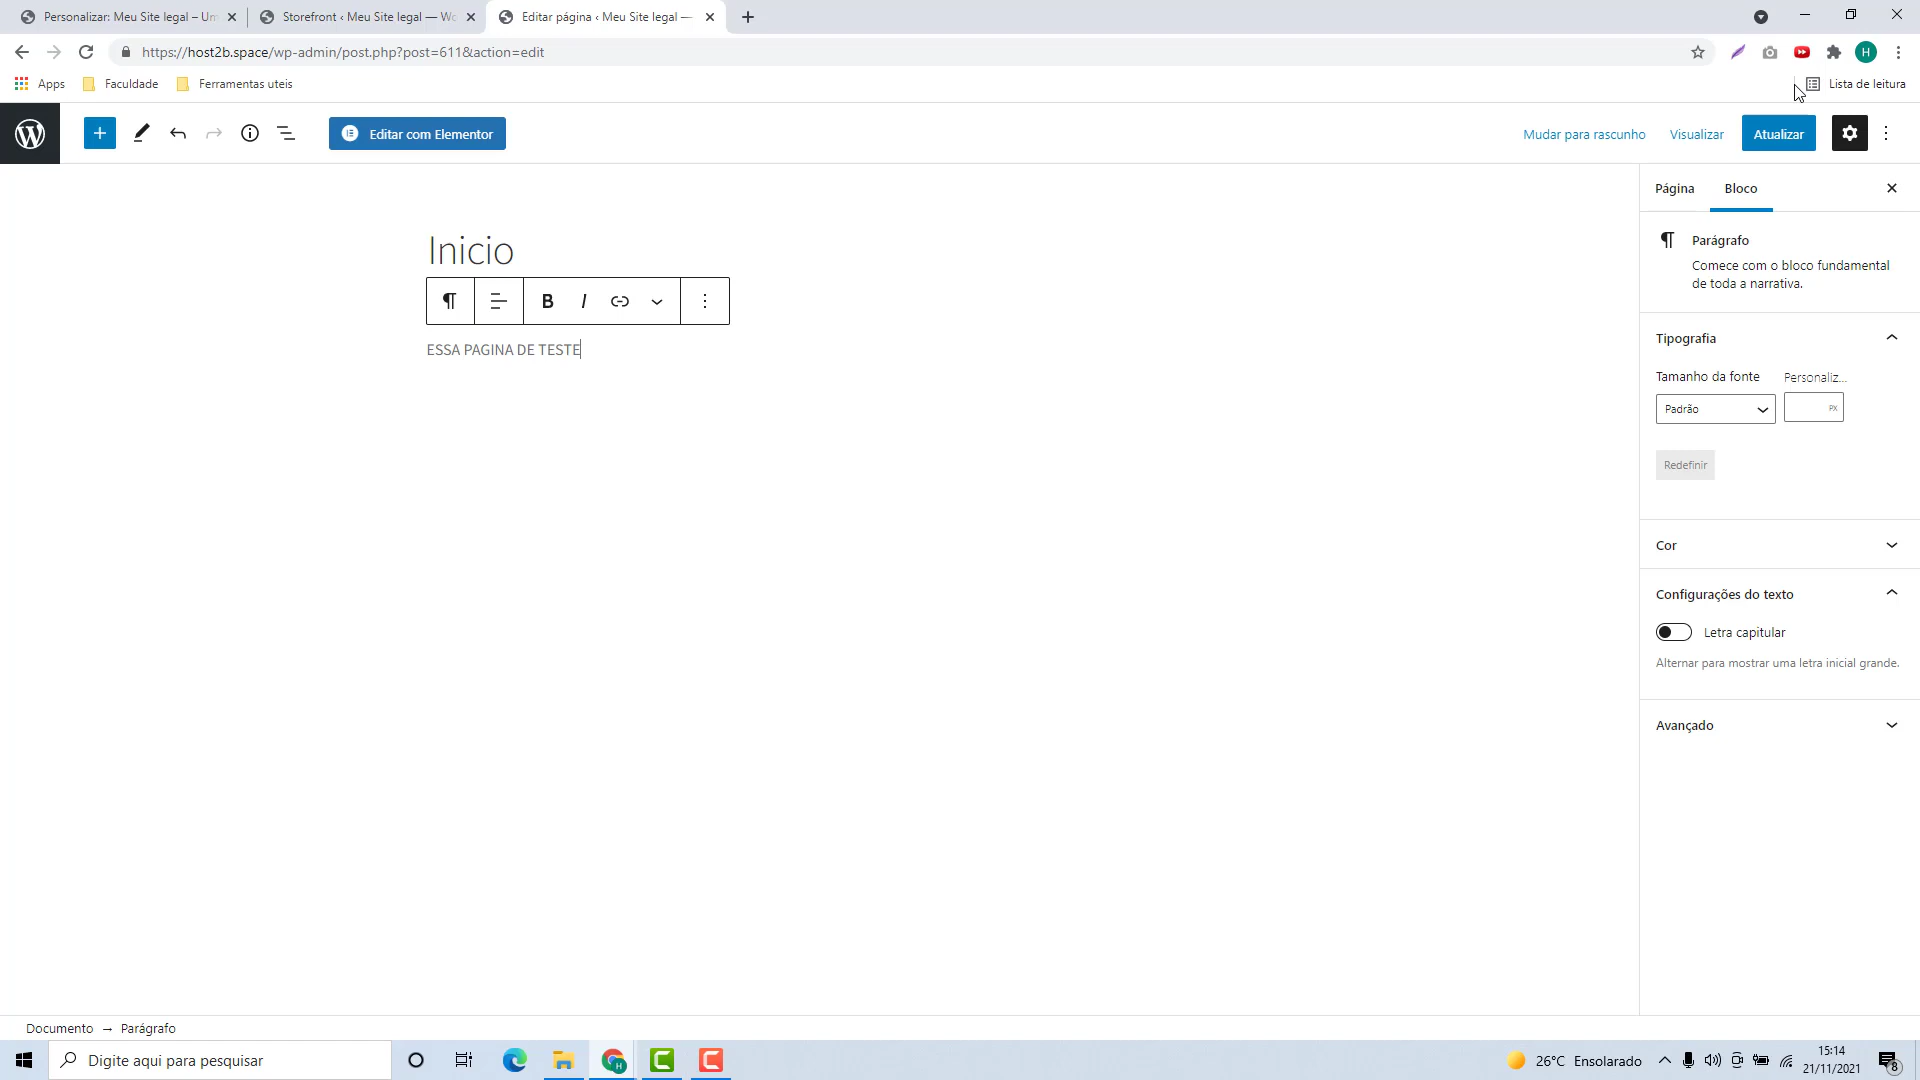 Personalizar: Meu Site legal – Um
Storefront ‹ Meu Site legal — Wo
Editar página ‹ Meu Site legal —
https://host2b.space/wp-admin/post.php?post=611&action=edit
H
Apps
Faculdade
Ferramentas uteis
Lista de leitura
Editar com Elementor
Mudar para rascunho
Visualizar
Atualizar
Página
Bloco
Inicio
B
I
ESSA PAGINA DE TESTE
Parágrafo
Comece com o bloco fundamental
de toda a narrativa.
Tipografia
Tamanho da fonte
Personaliz...
Padrão
PX
Redefinir
Cor
Configurações do texto
Letra capitular
Alternar para mostrar uma letra inicial grande.
Avançado
Documento → Parágrafo
Digite aqui para pesquisar
26°C Ensolarado
15:14
21/11/2021
8